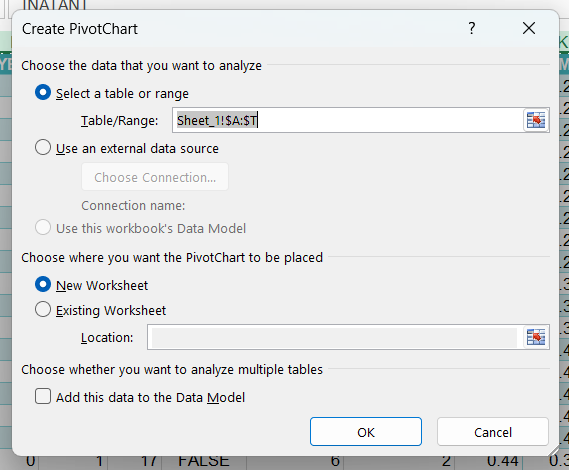 INATANT
Create PivotChart
?
Choose the data that you want to analyze
Select a table or range
Table/Range: Sheet_1!$A:$T
Use an external data source
Choose Connection...
Connection name:
Use this workbook's Data Model
Choose where you want the PivotChart to be placed
New Worksheet
Existing Worksheet
Location:
Choose whether you want to analyze multiple tables
Add this data to the Data Model
OK Cancel
0 1 17 FALSE 6 2 0.44